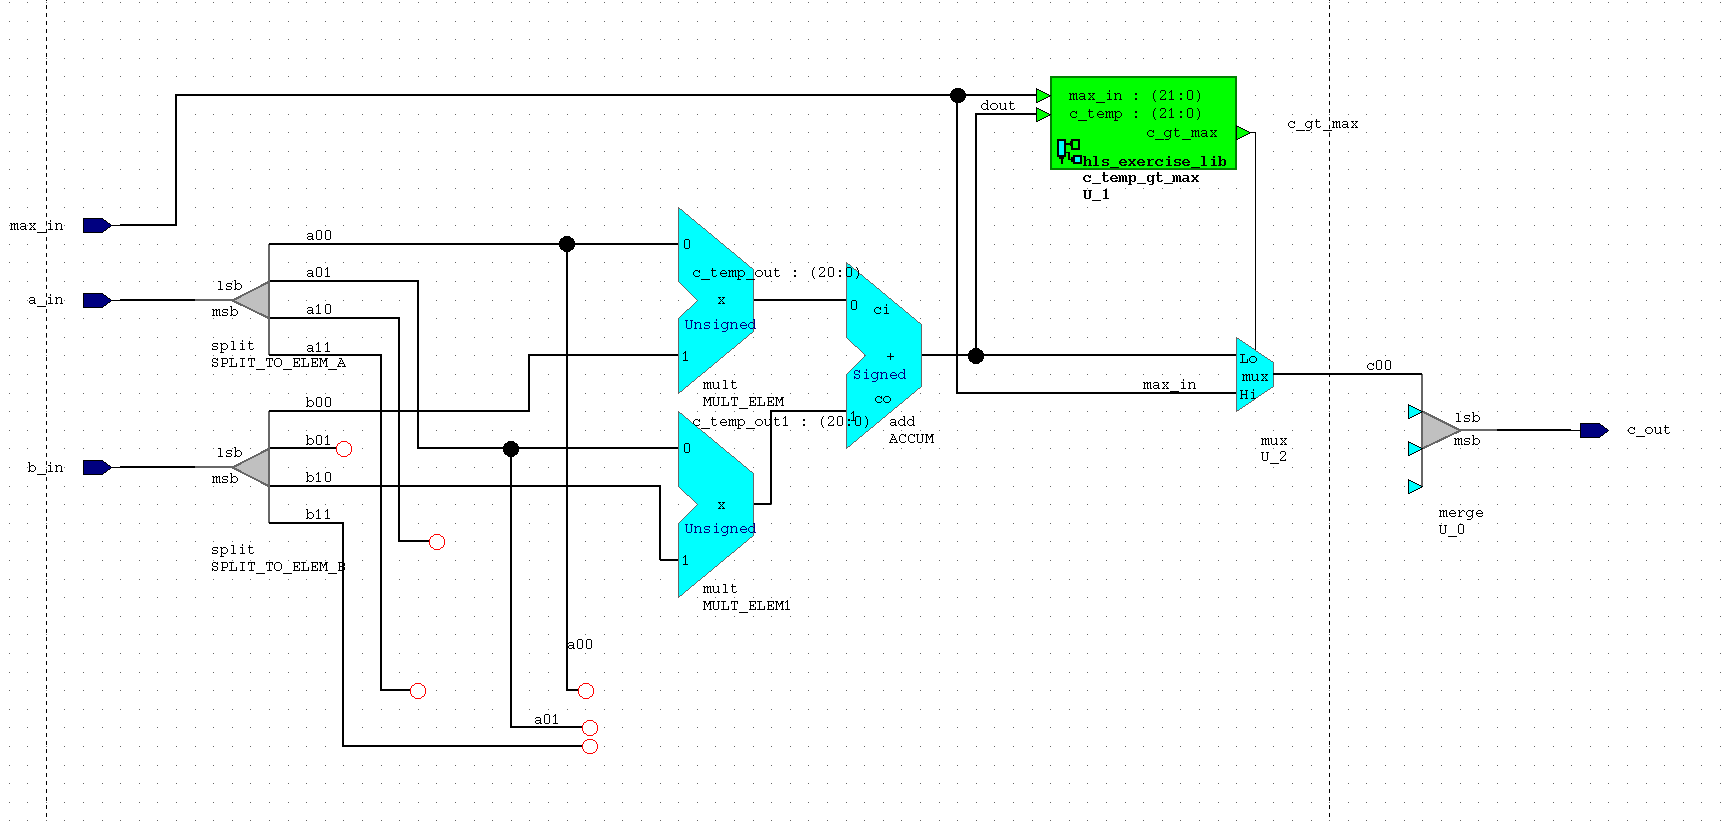 max_in : (21:0)
dout
c_temp : (21:0)
c_gt_max
c_gt_max
hls_exercise_lib
c_temp_gt_max
U_1
max_in
a00
0
a01
c_temp_out : (20:0)
lsb
a_in
x
0
ci
msb
a10
Unsigned
split
a11
SPLIT_TO_ELEM_A
1
+
Signed
Lo
mux
Hi
max_in
c00
mult
MULT_ELEM
co
b00
1
c_temp_out1 : (20:0)
add
ACCUM
lsb
msb
c_out
b01
lsb
0
mux
U_2
b_in
msb
b10
x
b11
Unsigned
merge
U_0
split
SPLIT_TO_ELEM_B
1
mult
MULT_ELEM1
a00
a01